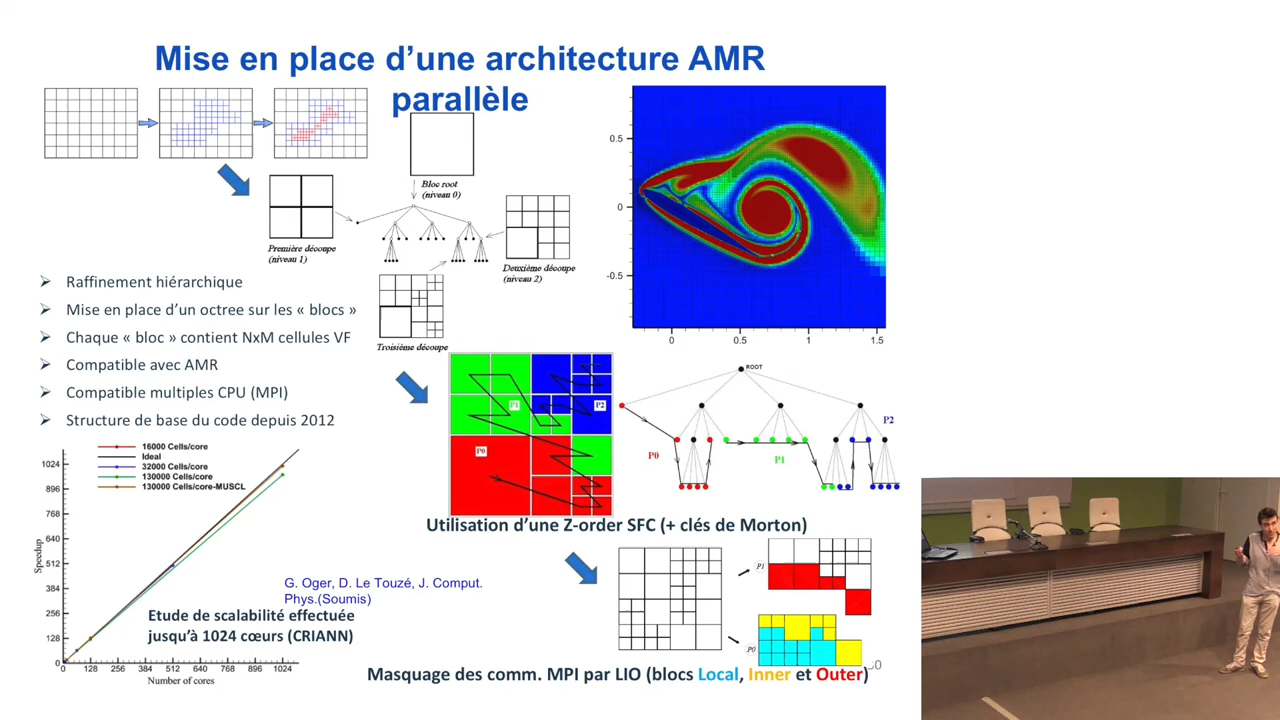 Mise en place d'une architecture AMR
parallèle
Bloc root
(niveau 0)
Première découpe
(niveau 1)
Deuxième découpe
(niveau 2)
Troisième découpe
0.5
0
-0.5
0
0.5
1
1.5
➢ Raffinement hiérarchique
➢ Mise en place d'un octree sur les « blocs »
➢ Chaque « bloc » contient NxM cellules VF
➢ Compatible avec AMR
➢ Compatible multiples CPU (MPI)
➢ Structure de base du code depuis 2012
P1
P2
P0
ROOT
P2
P0
P1
Utilisation d'une Z-order SFC (+ clés de Morton)
16000 Cells/core
Ideal
32000 Cells/core
130000 Cells/core
130000 Cells/core-MUSCL
1024
896
768
640
512
384
256
128
0
Speedup
0 128 256 384 512 640 768 896 1024
Number of cores
G. Oger, D. Le Touzé, J. Comput.
Phys.(Soumis)
Etude de scalabilité effectuée
jusqu'à 1024 cœurs (CRIANN)
P1
P0
Masquage des comm. MPI par LIO (blocs Local, Inner et Outer)